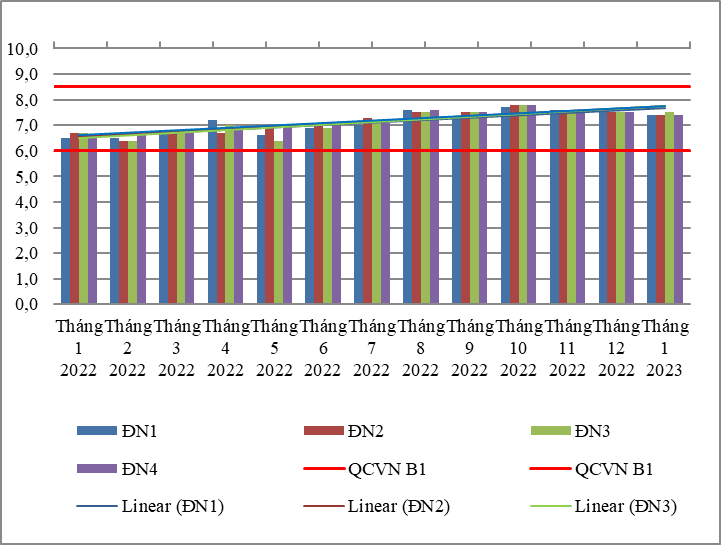 10,0
9,0
8,0
7,0
6,0
5,0
4,0
3,0
2,0
1,0
0,0
Tháng Tháng Tháng Tháng Tháng Tháng Tháng Tháng Tháng Tháng Tháng Tháng Tháng
1 2 3 4 5 6 7 8 9 10 11 12 1
2022 2022 2022 2022 2022 2022 2022 2022 2022 2022 2022 2022 2023
ĐN1 ĐN2 ĐN3
ĐN4 QCVN B1 QCVN B1
Linear (ĐN1) Linear (ĐN2) Linear (ĐN3)